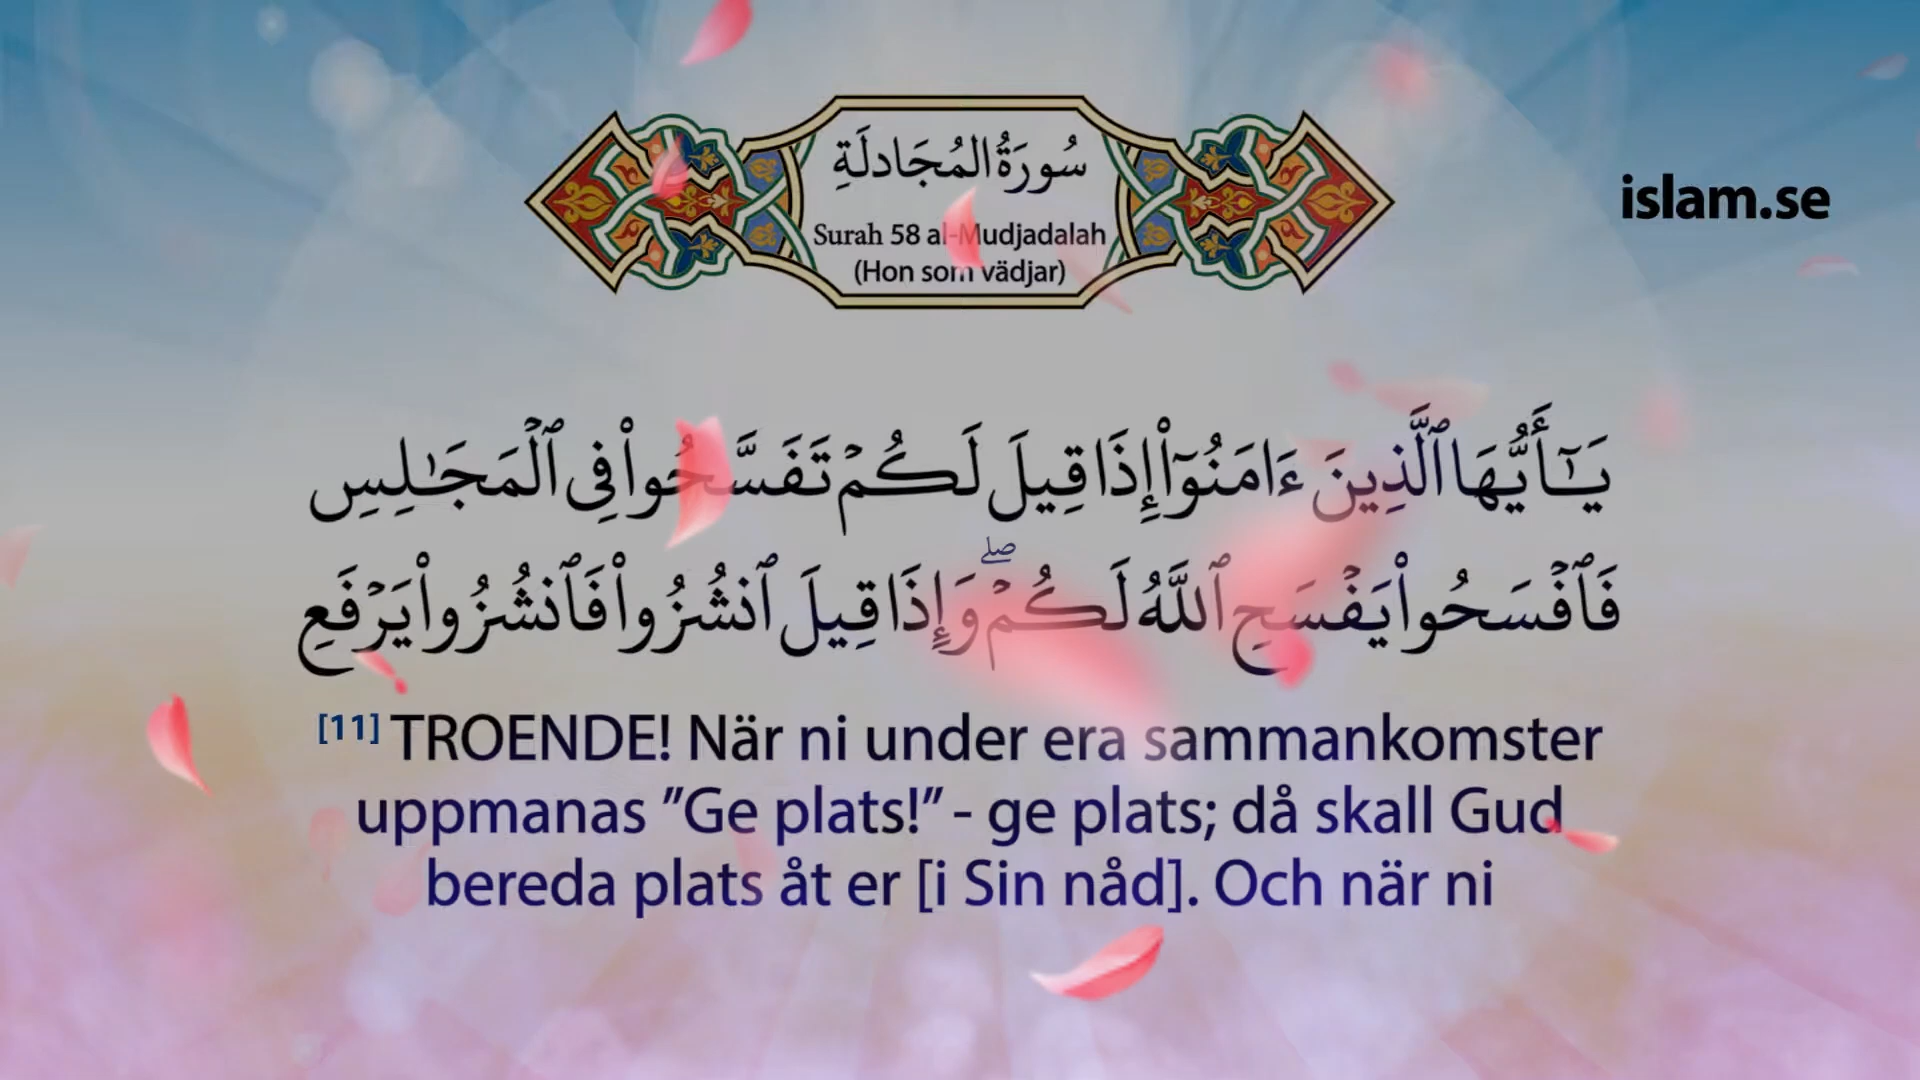 سُورَةُ المُجَادلَةِ
Surah 58 al-Mudjadalah
(Hon som vädjar)
islam.se
يَـٰٓأَيُّهَا ٱلَّذِينَ ءَامَنُوٓا۟ إِذَا قِيلَ لَكُمْ تَفَسَّحُوا۟ فِى ٱلْمَجَـٰلِسِ
فَٱفْسَحُوا۟ يَفْسَحِ ٱللَّهُ لَكُمْ ۖ وَإِذَا قِيلَ ٱنشُزُوا۟ فَٱنشُزُوا۟ يَرْفَعِ
[11] TROENDE! När ni under era sammankomster
uppmanas ”Ge plats!” - ge plats; då skall Gud
bereda plats åt er [i Sin nåd]. Och när ni